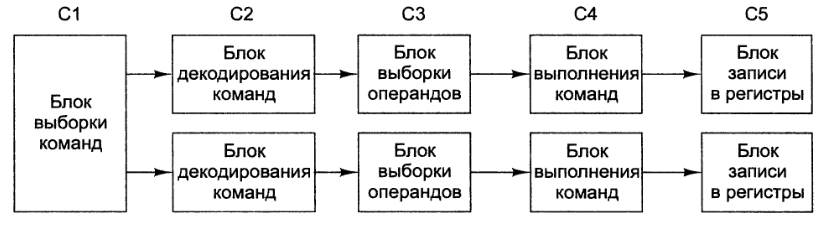 С1 С2 С3 С4 С5
Блок
выборки
команд
Блок
декодирования
команд
Блок
выборки
операндов
Блок
выполнения
команд
Блок
записи
в регистры
Блок
декодирования
команд
Блок
выборки
операндов
Блок
выполнения
команд
Блок
записи
в регистры